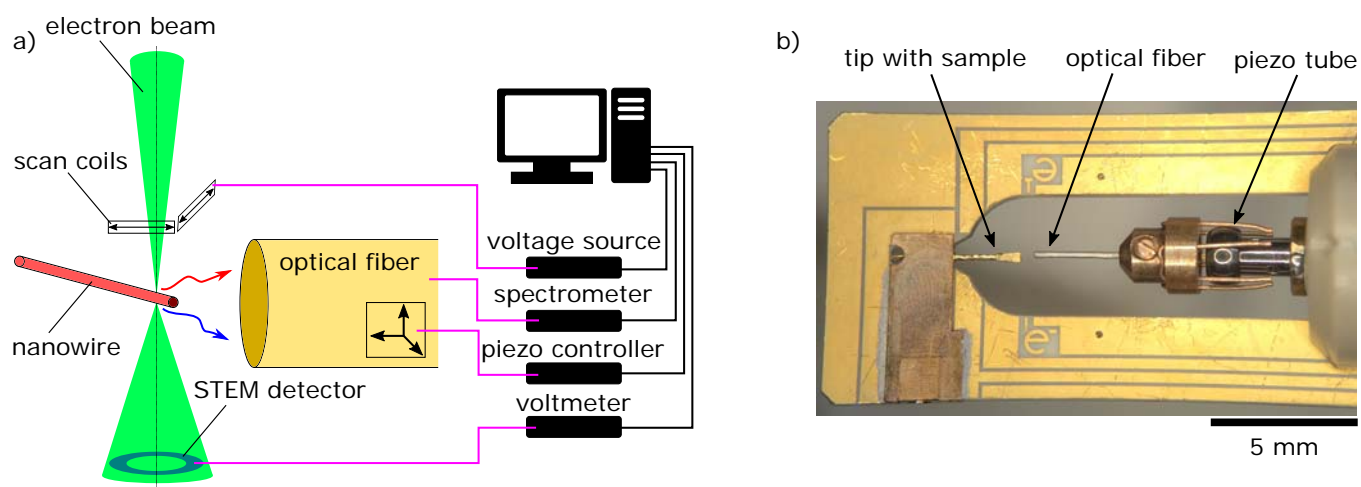 a)
electron beam
scan coils
nanowire
optical fiber
STEM detector
voltage source
spectrometer
piezo controller
voltmeter
b)
tip with sample
optical fiber
piezo tube
5 mm